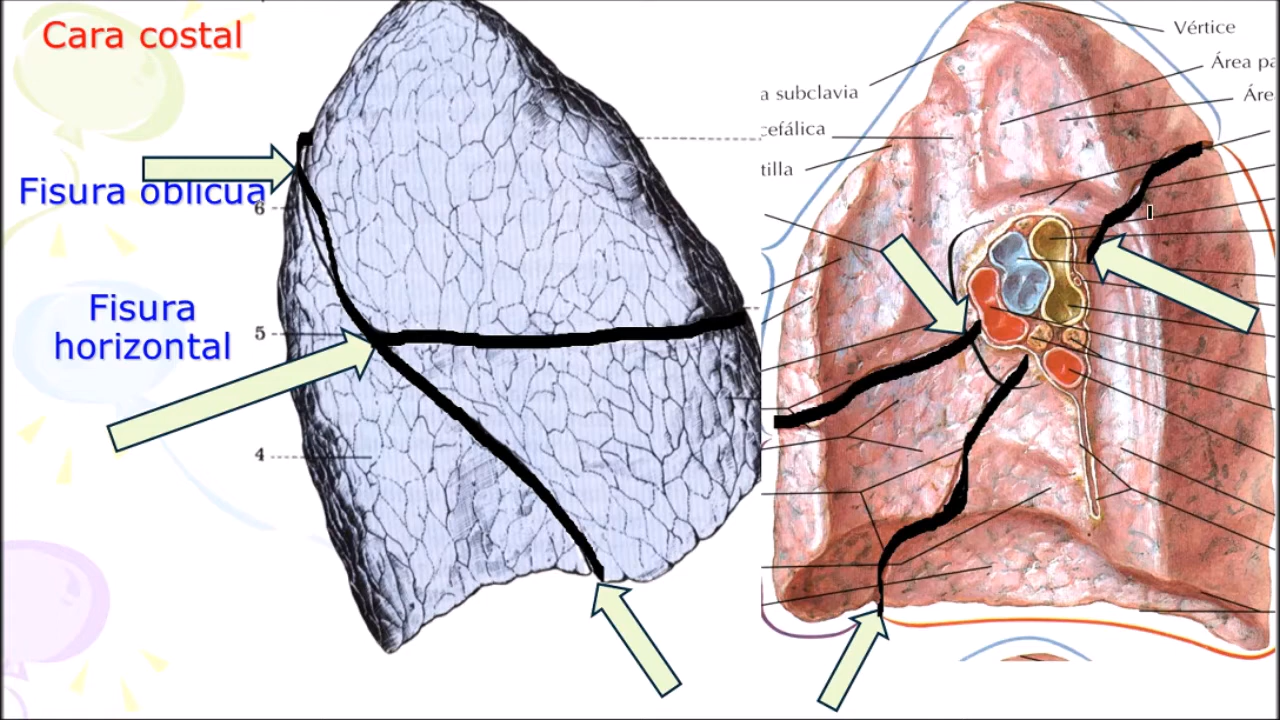 Cara costal
Fisura oblicua
Fisura
horizontal
6
5
4
Vértice
Área pa
Áre
a subclavia
cefálica
tilla